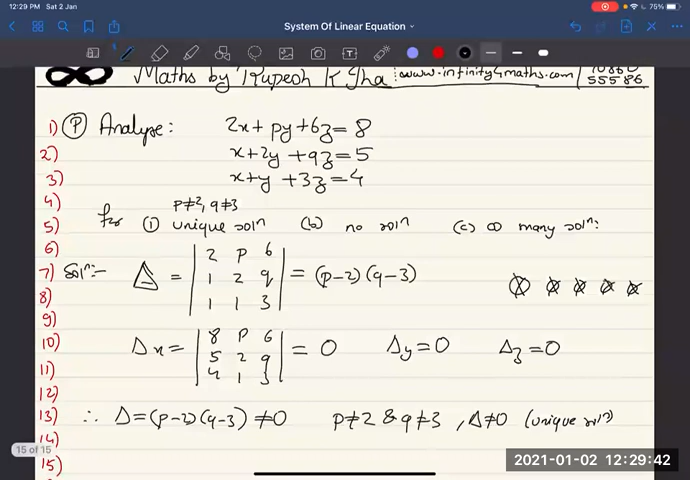 12:29 PM Sat 2 Jan
75%
System Of Linear Equation
Maths by Rupesh K Jha www.infinity4maths.com
55586
1) P Analyse: 2x + py + 6z = 8
2) x + 2y + qz = 5
3) x + y + 3z = 4
4) p≠2, q≠3
5) for (i) unique solⁿ (b) no solⁿ (c) ∞ many solⁿ:
6) 2 p 6
7) Solⁿ:- Δ = 1 2 q = (p-2)(q-3)
8) 1 1 3
9)
8 p 6
10) Δx = 5 2 q = 0 Δy = 0 Δz = 0
11) 4 1 3
12)
13) ∴ Δ = (p-2)(q-3) ≠ 0 p≠2 & q≠3, Δ≠0 (unique solⁿ)
14)
15 of 15
15)
2021-01-02 12:29:42